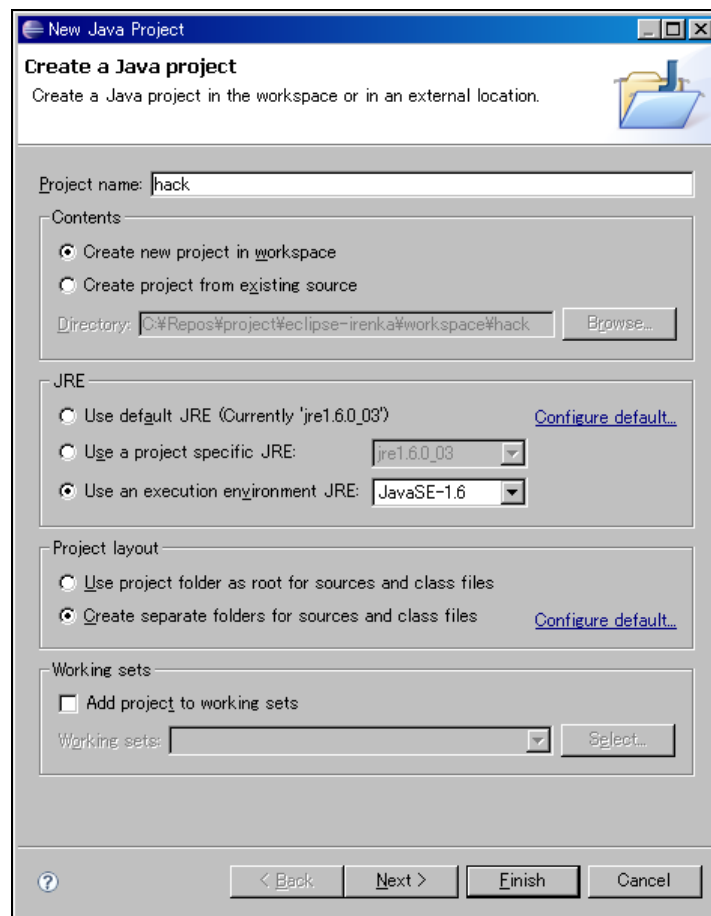 New Java Project
Create a Java project
Create a Java project in the workspace or in an external location.
Project name: hack
Contents
Create new project in workspace
Create project from existing source
Directory: C:¥Repos¥project¥eclipse-irenka¥workspace¥hack Browse...
JRE
Use default JRE (Currently 'jre1.6.0_03') Configure default...
Use a project specific JRE: jre1.6.0_03
Use an execution environment JRE: JavaSE-1.6
Project layout
Use project folder as root for sources and class files
Create separate folders for sources and class files Configure default...
Working sets
Add project to working sets
Working sets: Select...
? < Back Next > Finish Cancel